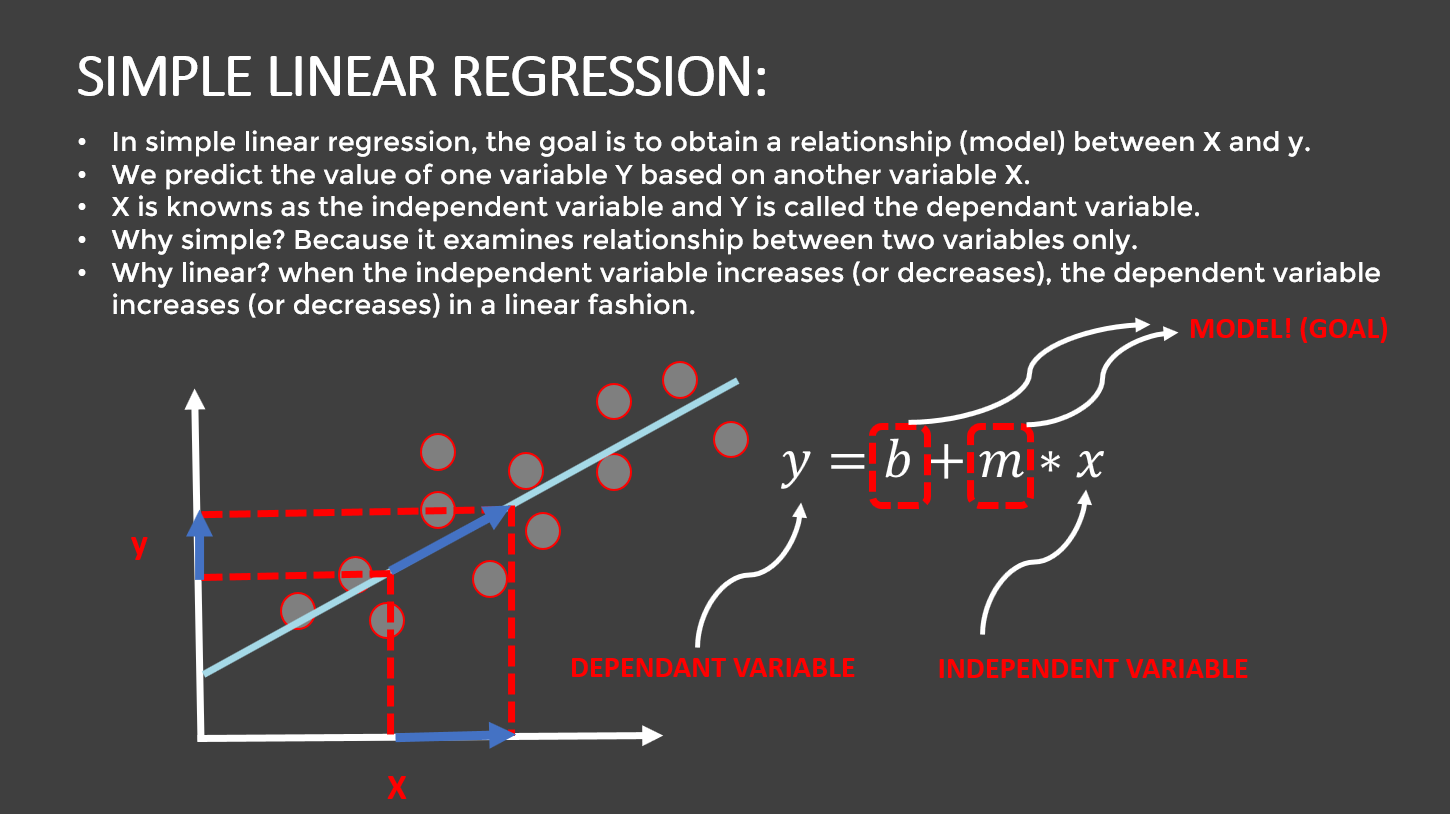 SIMPLE LINEAR REGRESSION:
• In simple linear regression, the goal is to obtain a relationship (model) between X and y.
• We predict the value of one variable Y based on another variable X.
• X is knowns as the independent variable and Y is called the dependant variable.
• Why simple? Because it examines relationship between two variables only.
• Why linear? when the independent variable increases (or decreases), the dependent variable
increases (or decreases) in a linear fashion.
MODEL! (GOAL)
y = b + m * x
y
DEPENDANT VARIABLE
INDEPENDENT VARIABLE
X